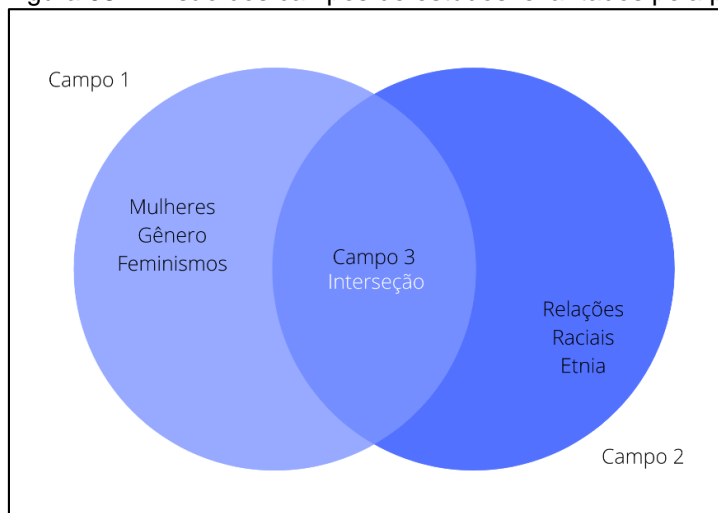 Campo 1
Mulheres
Gênero
Feminismos
Campo 3
Interseção
Relações
Raciais
Etnia
Campo 2